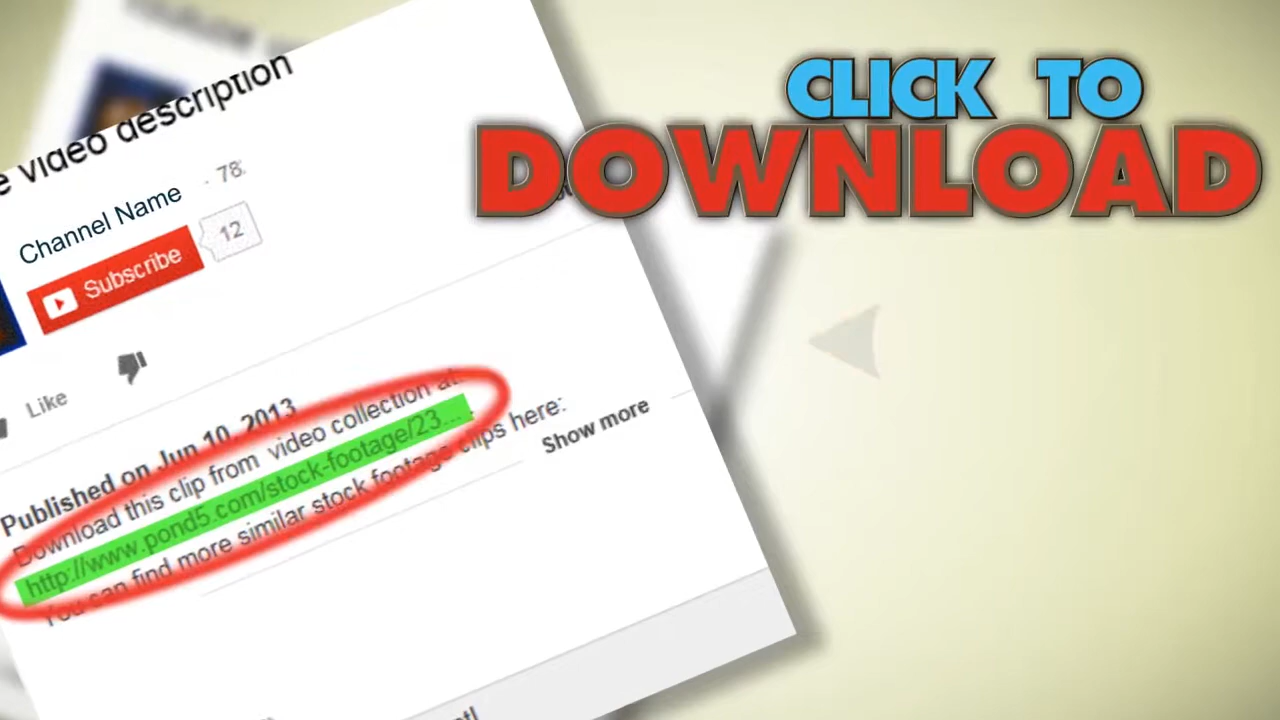 CLICK TO
DOWNLOAD
video description
Channel Name
78
Subscribe
12
Like
Published on Jun 10, 2013
Download this clip from video collection at
http://www.pond5.com/stock-footage/23...
You can find more similar stock footage clips here:
Show more